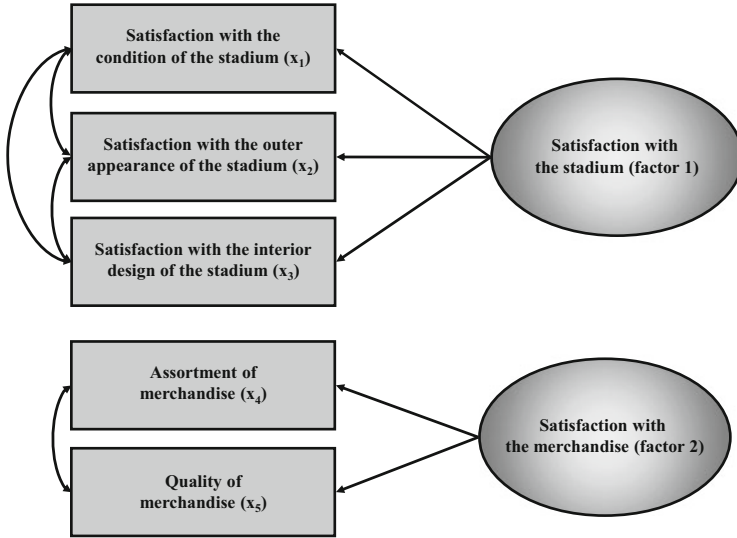 Satisfaction with the
condition of the stadium (x₁)
Satisfaction with the outer
appearance of the stadium (x₂)
Satisfaction with the interior
design of the stadium (x₃)
Satisfaction with
the stadium (factor 1)
Assortment of
merchandise (x₄)
Quality of
merchandise (x₅)
Satisfaction with
the merchandise (factor 2)